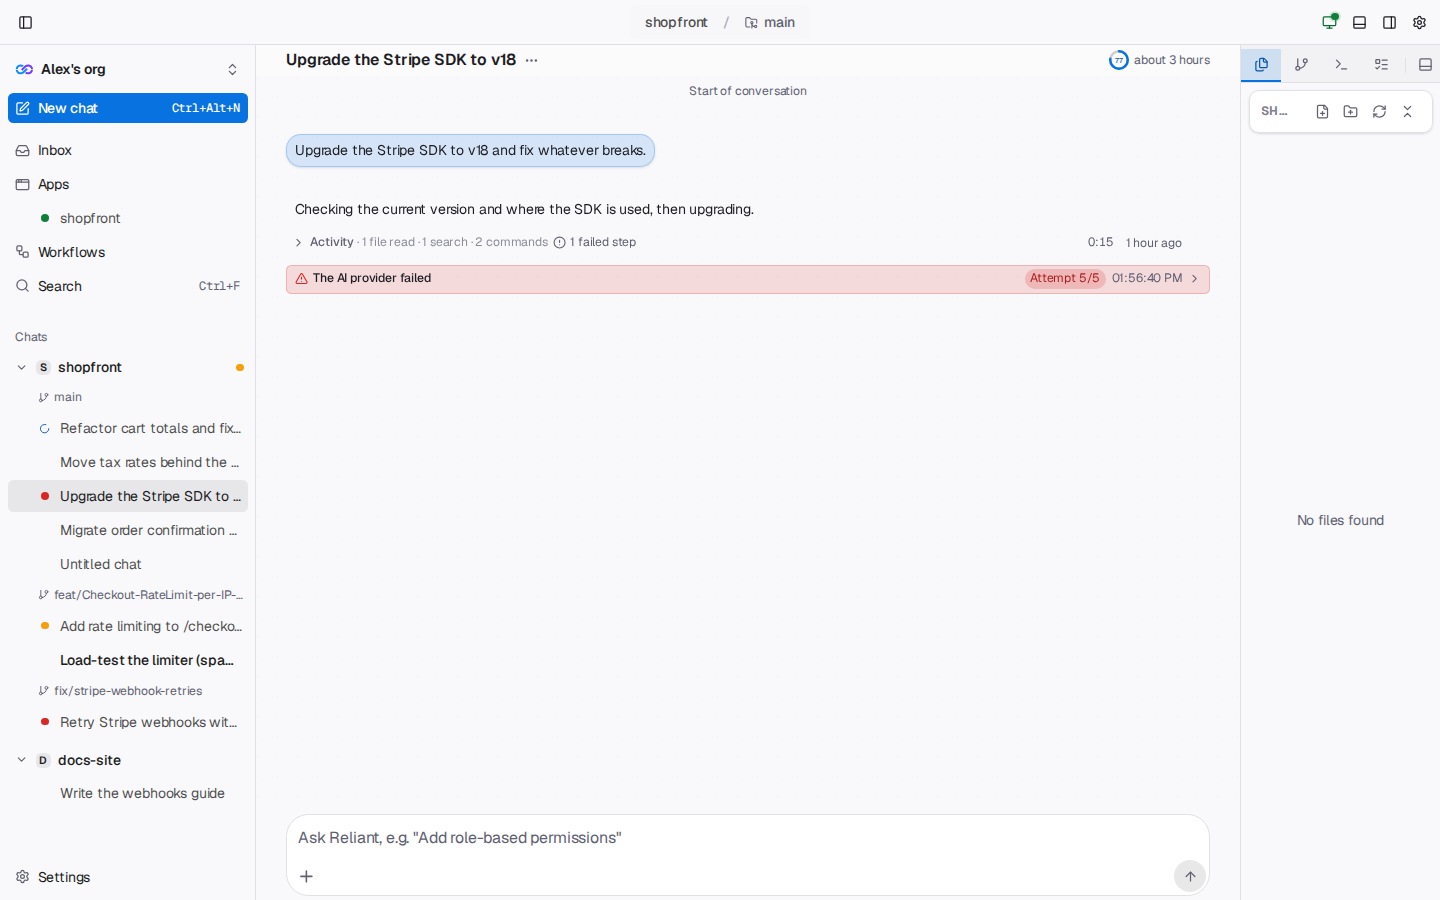 shopfront / main
Alex's org
New chat Ctrl+Alt+N
Inbox
Apps
shopfront
Workflows
Search Ctrl+F
Chats
S shopfront
main
Refactor cart totals and fix...
Move tax rates behind the ...
Upgrade the Stripe SDK to ...
Migrate order confirmation ...
Untitled chat
feat/Checkout-RateLimit-per-IP-...
Add rate limiting to /checko...
Load-test the limiter (spa...
fix/stripe-webhook-retries
Retry Stripe webhooks wit...
D docs-site
Write the webhooks guide
Settings
Upgrade the Stripe SDK to v18 ...
77 about 3 hours
Start of conversation
Upgrade the Stripe SDK to v18 and fix whatever breaks.
Checking the current version and where the SDK is used, then upgrading.
Activity · 1 file read · 1 search · 2 commands 1 failed step 0:15 1 hour ago
The AI provider failed Attempt 5/5 01:56:40 PM
Ask Reliant, e.g. "Add role-based permissions"
SH...
No files found